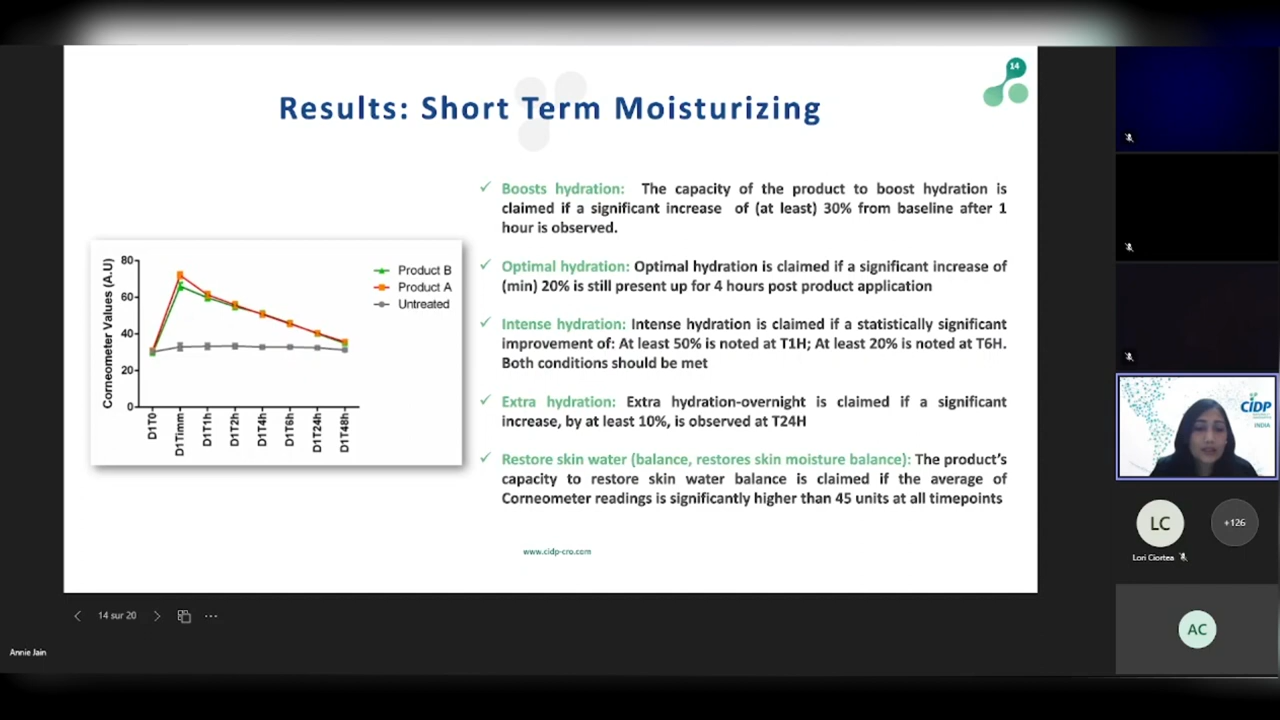 14
Results: Short Term Moisturizing
Boosts hydration: The capacity of the product to boost hydration is
claimed if a significant increase of (at least) 30% from baseline after 1
hour is observed.
Optimal hydration: Optimal hydration is claimed if a significant increase of
(min) 20% is still present up for 4 hours post product application
Intense hydration: Intense hydration is claimed if a statistically significant
improvement of: At least 50% is noted at T1H; At least 20% is noted at T6H.
Both conditions should be met
Extra hydration: Extra hydration-overnight is claimed if a significant
increase, by at least 10%, is observed at T24H
Restore skin water (balance, restores skin moisture balance): The product's
capacity to restore skin water balance is claimed if the average of
Corneometer readings is significantly higher than 45 units at all timepoints
Corneometer Values (A.U)
80
60
40
20
0
D1T0
D1Timm
D1T1h
D1T2h
D1T4h
D1T6h
D1T24h
D1T48h
Product B
Product A
Untreated
www.cidp-cro.com
14 sur 20
Annie Jain
CiDP
INDIA
LC
+126
Lori Ciortea
AC